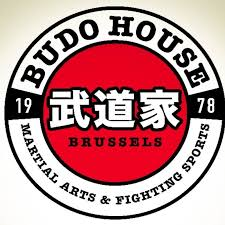 BUDO HOUSE
19 78
武道家
BRUSSELS
MARTIAL ARTS & FIGHTING SPORTS